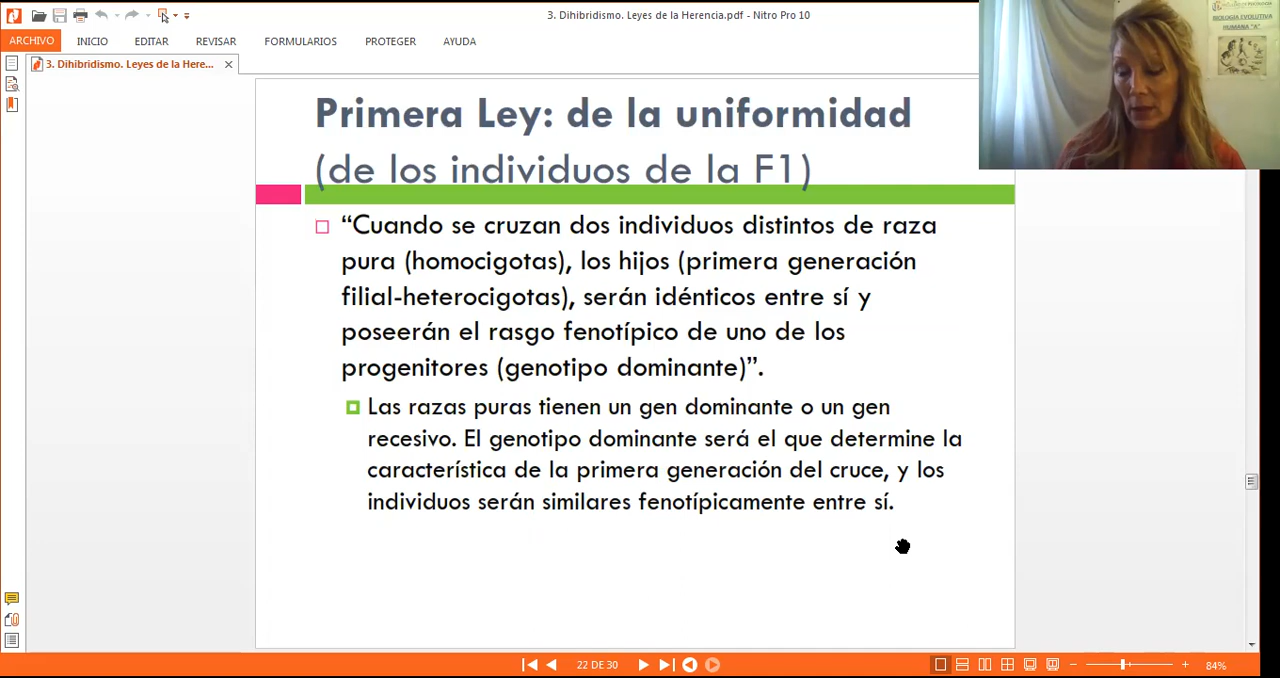 3. Dihibridismo. Leyes de la Herencia.pdf - Nitro Pro 10
ARCHIVO INICIO EDITAR REVISAR FORMULARIOS PROTEGER AYUDA
3. Dihibridismo. Leyes de la Here...
BIOLOGÍA EVOLUTIVA
HUMANA "A"
Primera Ley: de la uniformidad
(de los individuos de la F1)
“Cuando se cruzan dos individuos distintos de raza
pura (homocigotas), los hijos (primera generación
filial-heterocigotas), serán idénticos entre sí y
poseerán el rasgo fenotípico de uno de los
progenitores (genotipo dominante)”.
Las razas puras tienen un gen dominante o un gen
recesivo. El genotipo dominante será el que determine la
característica de la primera generación del cruce, y los
individuos serán similares fenotípicamente entre sí.
22 DE 30
84%